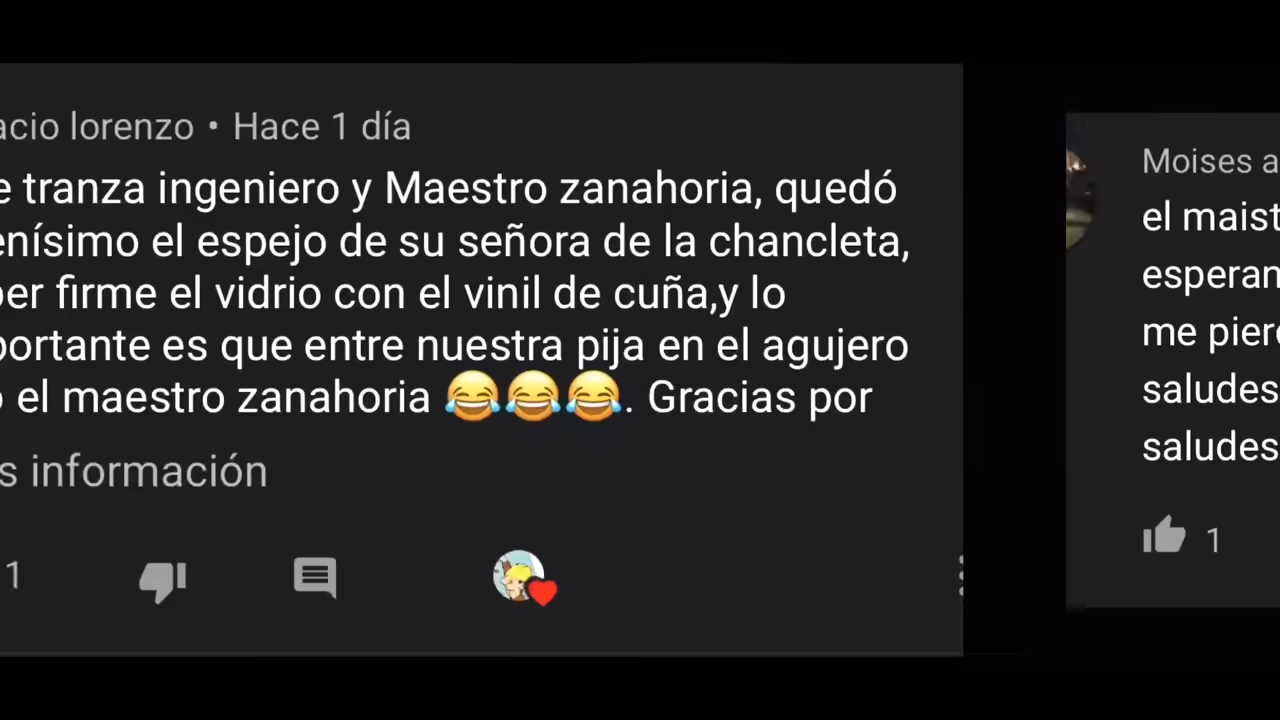 acio lorenzo • Hace 1 día
e tranza ingeniero y Maestro zanahoria, quedó
enísimo el espejo de su señora de la chancleta,
per firme el vidrio con el vinil de cuña,y lo
portante es que entre nuestra pija en el agujero
o el maestro zanahoria 😂😂😂. Gracias por
s información
1
Moises a
el maist
esperan
me pierd
saludes
saludes
1